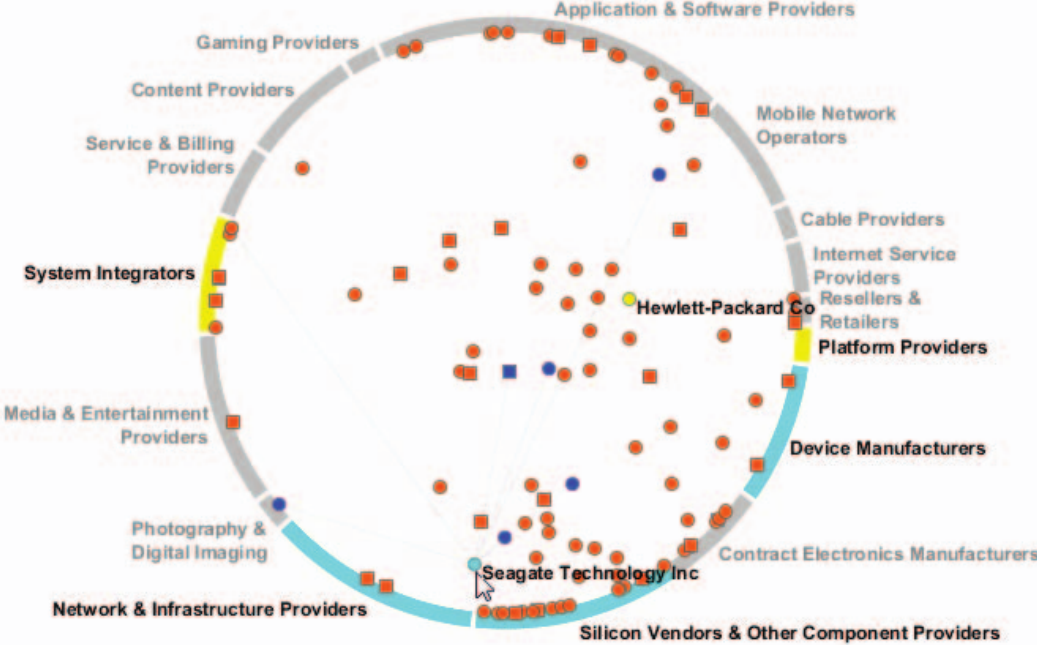 Application & Software Providers
Gaming Providers
Content Providers
Mobile Network
Operators
Service & Billing
Providers
Cable Providers
Internet Service
Providers
System Integrators
Resellers &
Retailers
Hewlett-Packard Co
Platform Providers
Media & Entertainment
Providers
Device Manufacturers
Photography &
Digital Imaging
Contract Electronics Manufacturers
Seagate Technology Inc
Network & Infrastructure Providers
Silicon Vendors & Other Component Providers